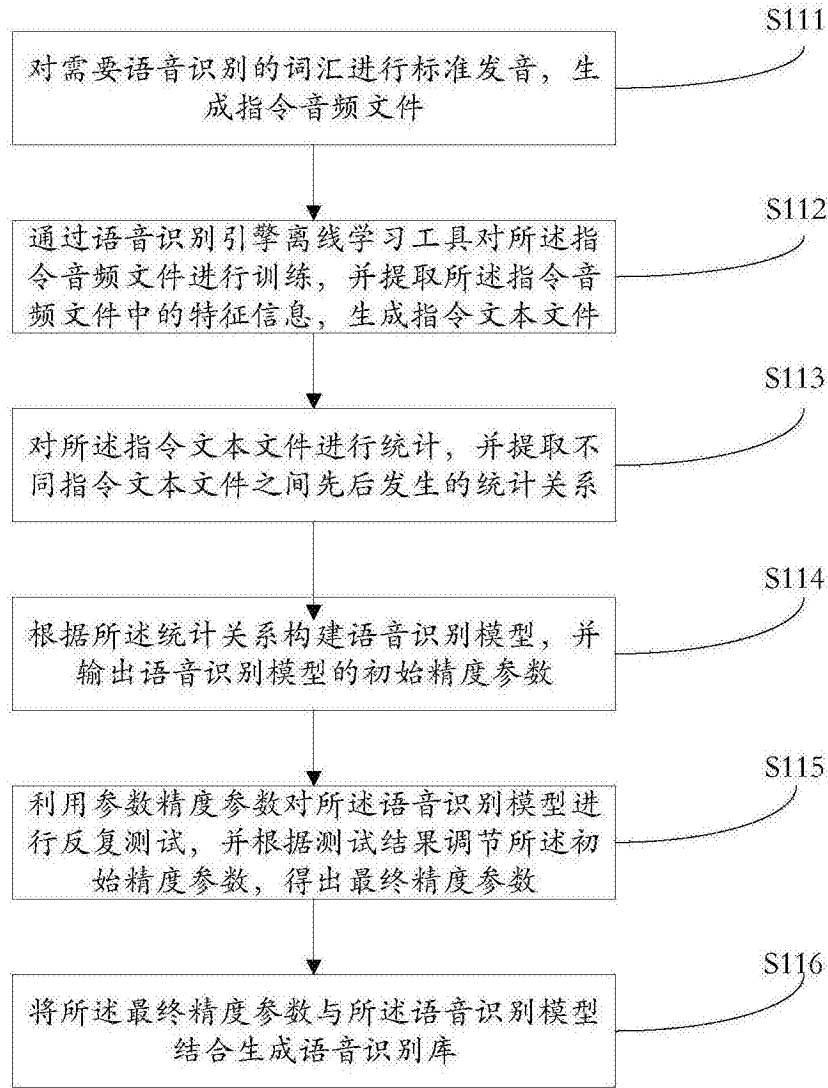 S111
对需要语音识别的词汇进行标准发音，生
成指令音频文件
S112
通过语音识别引擎离线学习工具对所述指
令音频文件进行训练，并提取所述指令音
频文件中的特征信息，生成指令文本文件
S113
对所述指令文本文件进行统计，并提取不
同指令文本文件之间先后发生的统计关系
S114
根据所述统计关系构建语音识别模型，并
输出语音识别模型的初始精度参数
S115
利用参数精度参数对所述语音识别模型进
行反复测试，并根据测试结果调节所述初
始精度参数，得出最终精度参数
S116
将所述最终精度参数与所述语音识别模型
结合生成语音识别库